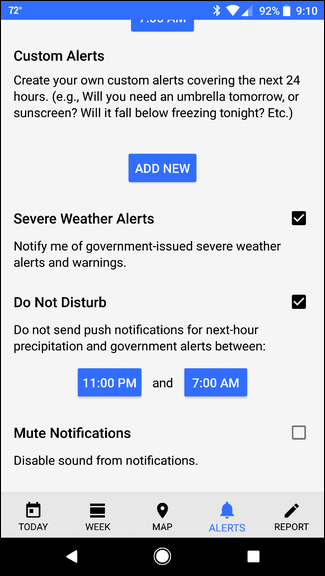 72°
92%
9:10
Custom Alerts
Create your own custom alerts covering the next 24
hours. (e.g., Will you need an umbrella tomorrow, or
sunscreen? Will it fall below freezing tonight? Etc.)
ADD NEW
Severe Weather Alerts
Notify me of government-issued severe weather
alerts and warnings.
Do Not Disturb
Do not send push notifications for next-hour
precipitation and government alerts between:
11:00 PM and 7:00 AM
Mute Notifications
Disable sound from notifications.
TODAY WEEK MAP ALERTS REPORT